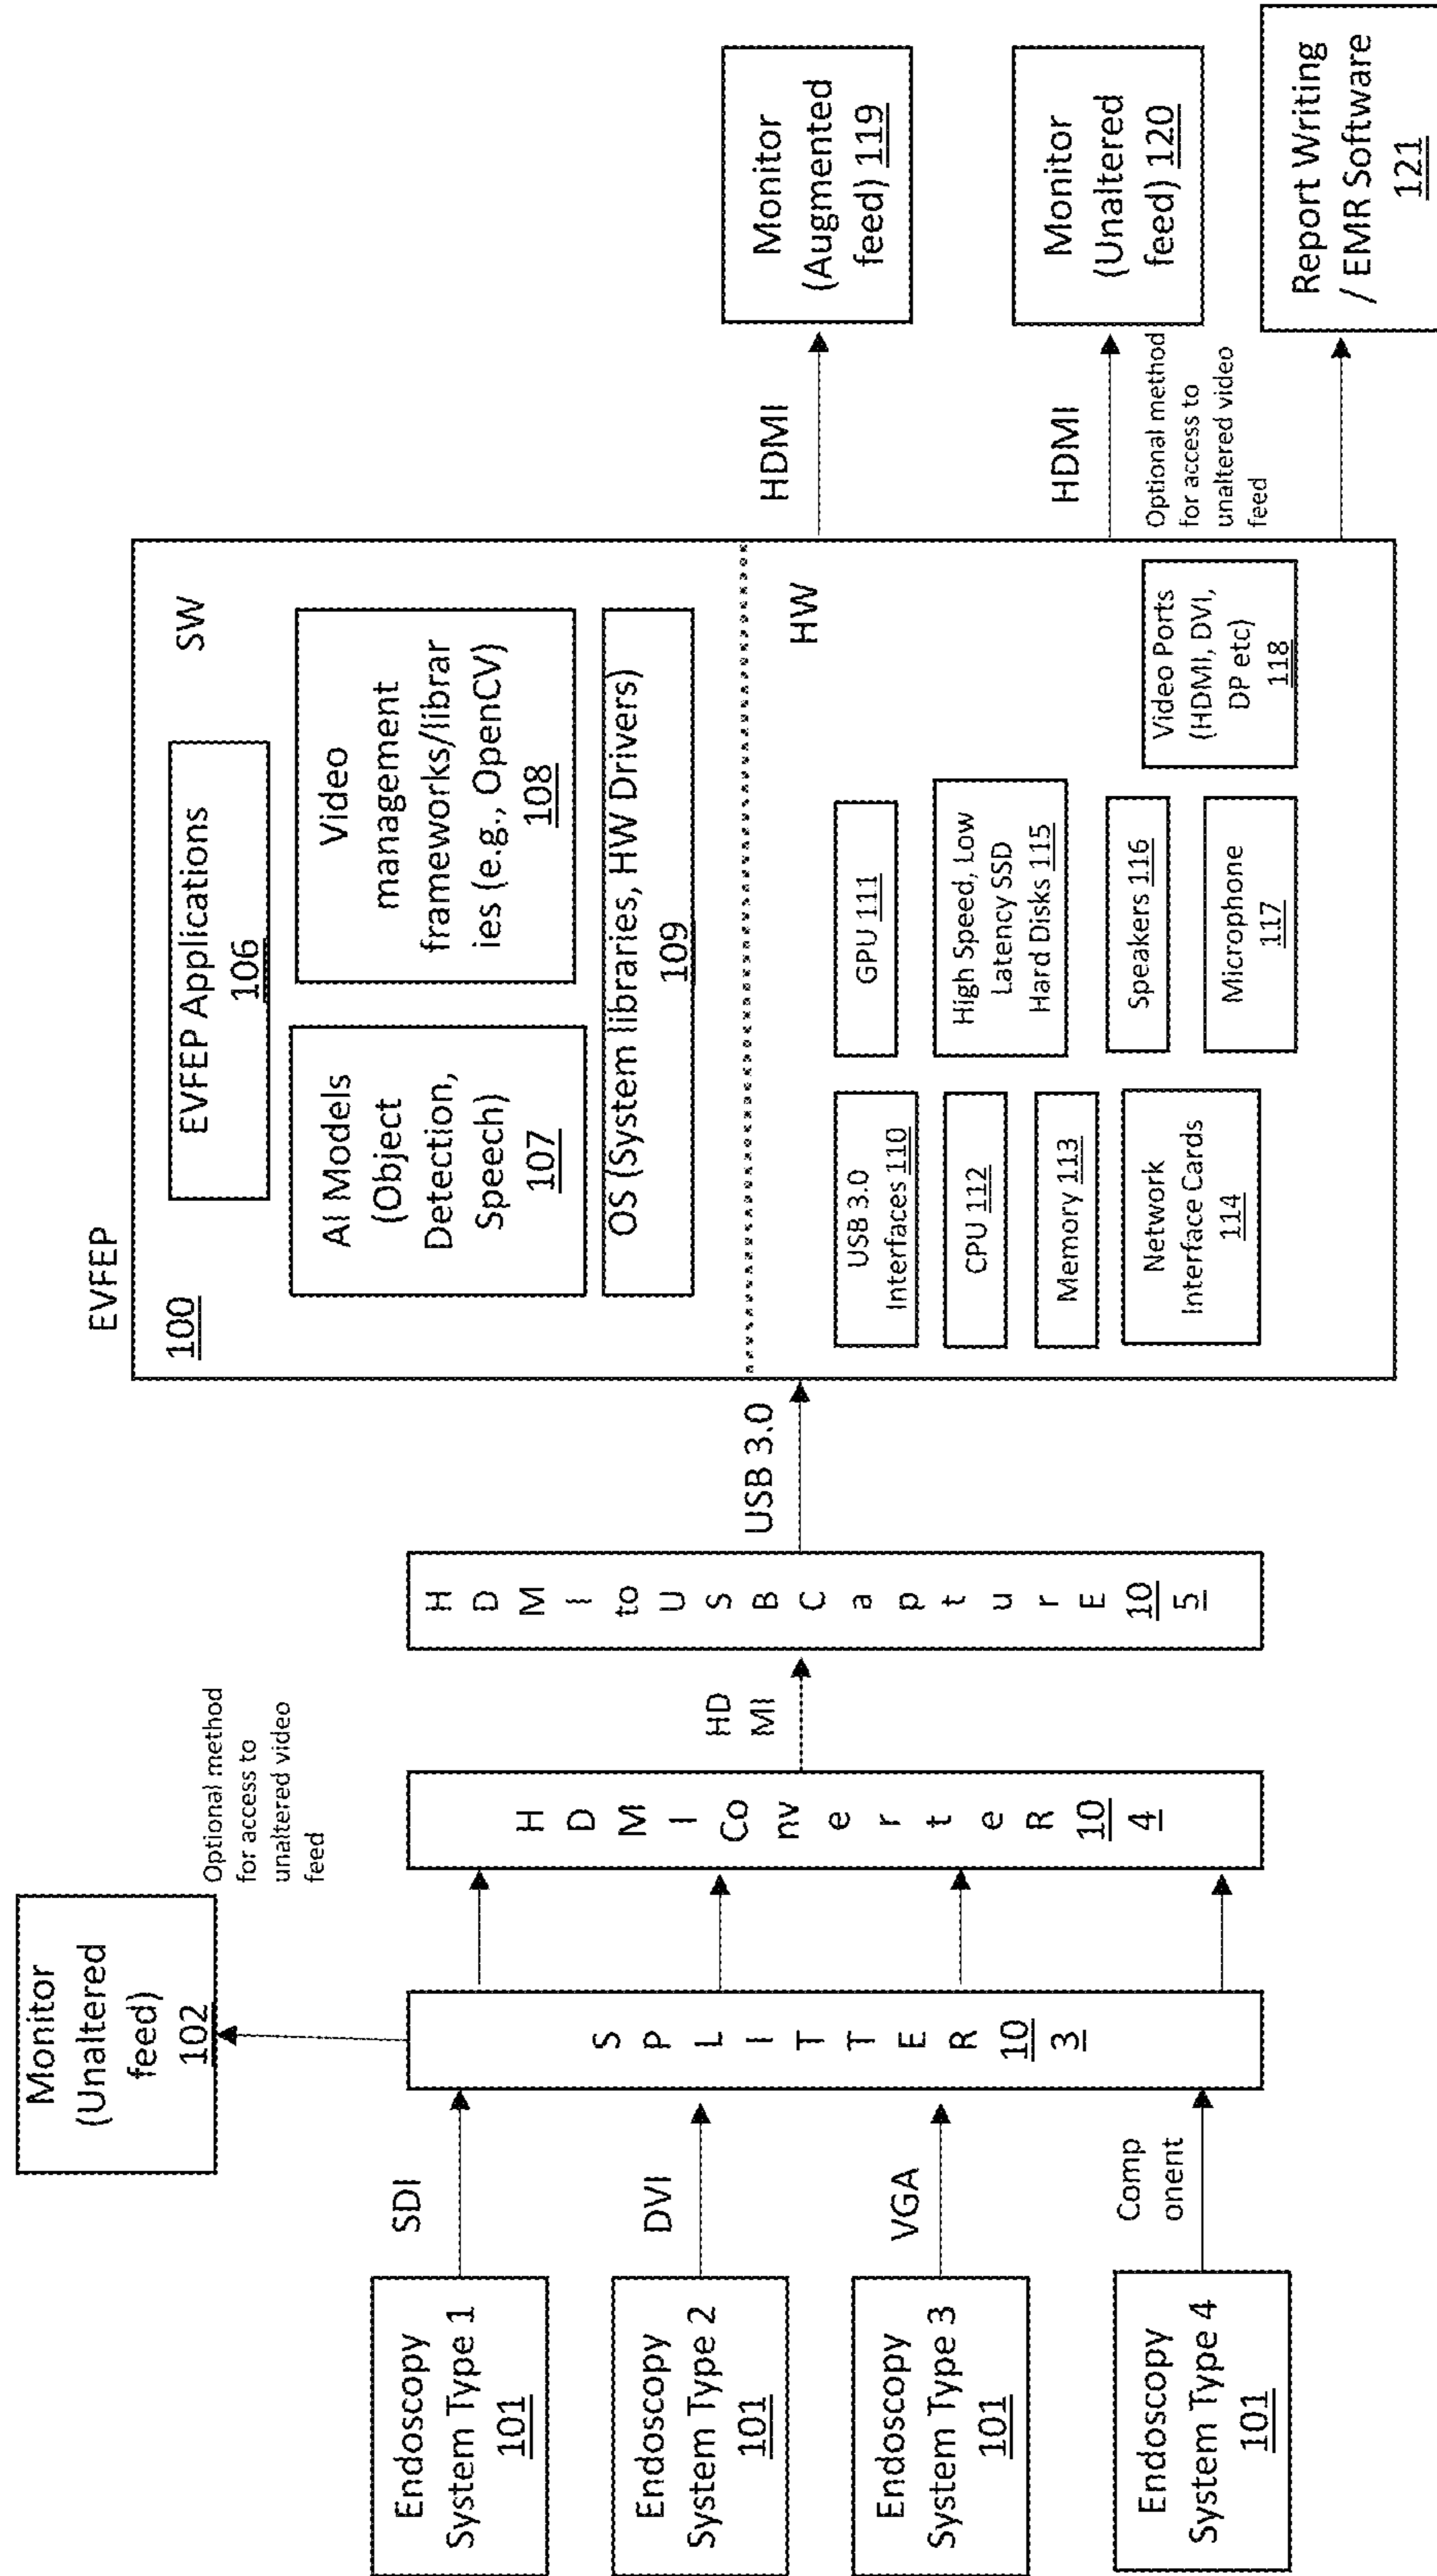 Monitor
(Unaltered
feed)
102
Optional method
for access to
unaltered video
feed
Endoscopy
System Type 1
101
SDI
Endoscopy
System Type 2
101
DVI
Endoscopy
System Type 3
101
VGA
Endoscopy
System Type 4
101
Comp
onent
S
P
L
I
T
T
E
R
10
3
H
D
M
I
Co
nv
e
r
t
e
R
10
4
HD
MI
H
D
M
I
to
U
S
B
C
a
p
t
u
r
E
10
5
USB 3.0
EVFEP
100
SW
EVFEP Applications
106
AI Models
(Object
Detection,
Speech)
107
Video
management
frameworks/librar
ies (e.g., OpenCV)
108
OS (System libraries, HW Drivers)
109
HW
USB 3.0
Interfaces 110
GPU 111
CPU 112
High Speed, Low
Latency SSD
Hard Disks 115
Memory 113
Speakers 116
Network
Interface Cards
114
Microphone
117
Video Ports
(HDMI, DVI,
DP etc)
118
HDMI
Monitor
(Augmented
feed) 119
HDMI
Optional method
for access to
unaltered video
feed
Monitor
(Unaltered
feed) 120
Report Writing
/ EMR Software
121